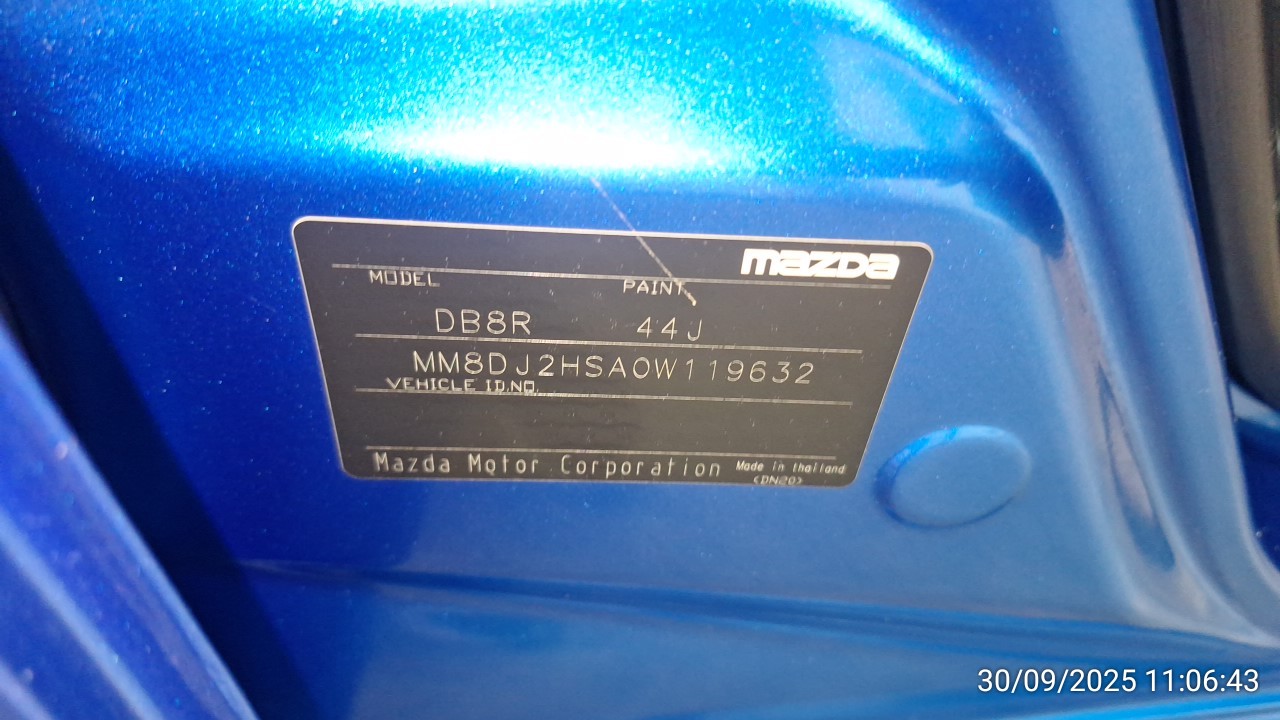 mazda
MODEL PAINT
DB8R 44J
MM8DJ2HSA0W119632
VEHICLE ID.NO.
Mazda Motor Corporation Made in thailand
<DN20>
30/09/2025 11:06:43